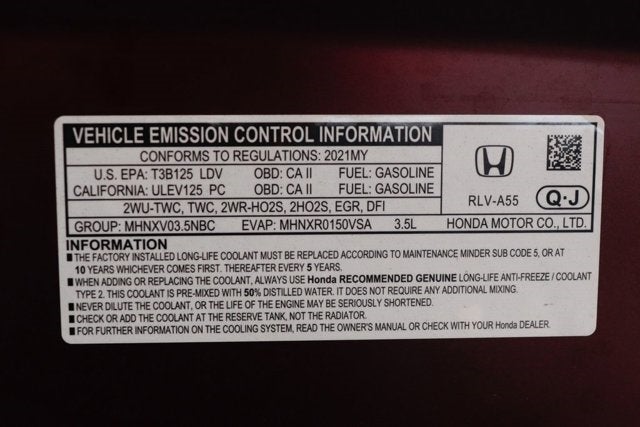 VEHICLE EMISSION CONTROL INFORMATION
CONFORMS TO REGULATIONS: 2021MY
U.S. EPA: T3B125 LDV OBD: CA II FUEL: GASOLINE
CALIFORNIA: ULEV125 PC OBD: CA II FUEL: GASOLINE
2WU-TWC, TWC, 2WR-HO2S, 2HO2S, EGR, DFI
GROUP: MHNXV03.5NBC EVAP: MHNXR0150VSA 3.5L
RLV-A55 Q·J
HONDA MOTOR CO., LTD.
INFORMATION
■ THE FACTORY INSTALLED LONG-LIFE COOLANT MUST BE REPLACED ACCORDING TO MAINTENANCE MINDER SUB CODE 5, OR AT
10 YEARS WHICHEVER COMES FIRST. THEREAFTER EVERY 5 YEARS.
■ WHEN ADDING OR REPLACING THE COOLANT, ALWAYS USE Honda RECOMMENDED GENUINE LONG-LIFE ANTI-FREEZE / COOLANT
TYPE 2. THIS COOLANT IS PRE-MIXED WITH 50% DISTILLED WATER. IT DOES NOT REQUIRE ANY ADDITIONAL MIXING.
■ NEVER DILUTE THE COOLANT, OR THE LIFE OF THE ENGINE MAY BE SERIOUSLY SHORTENED.
■ CHECK OR ADD THE COOLANT AT THE RESERVE TANK, NOT THE RADIATOR.
■ FOR FURTHER INFORMATION ON THE COOLING SYSTEM, READ THE OWNER'S MANUAL OR CHECK WITH YOUR Honda DEALER.